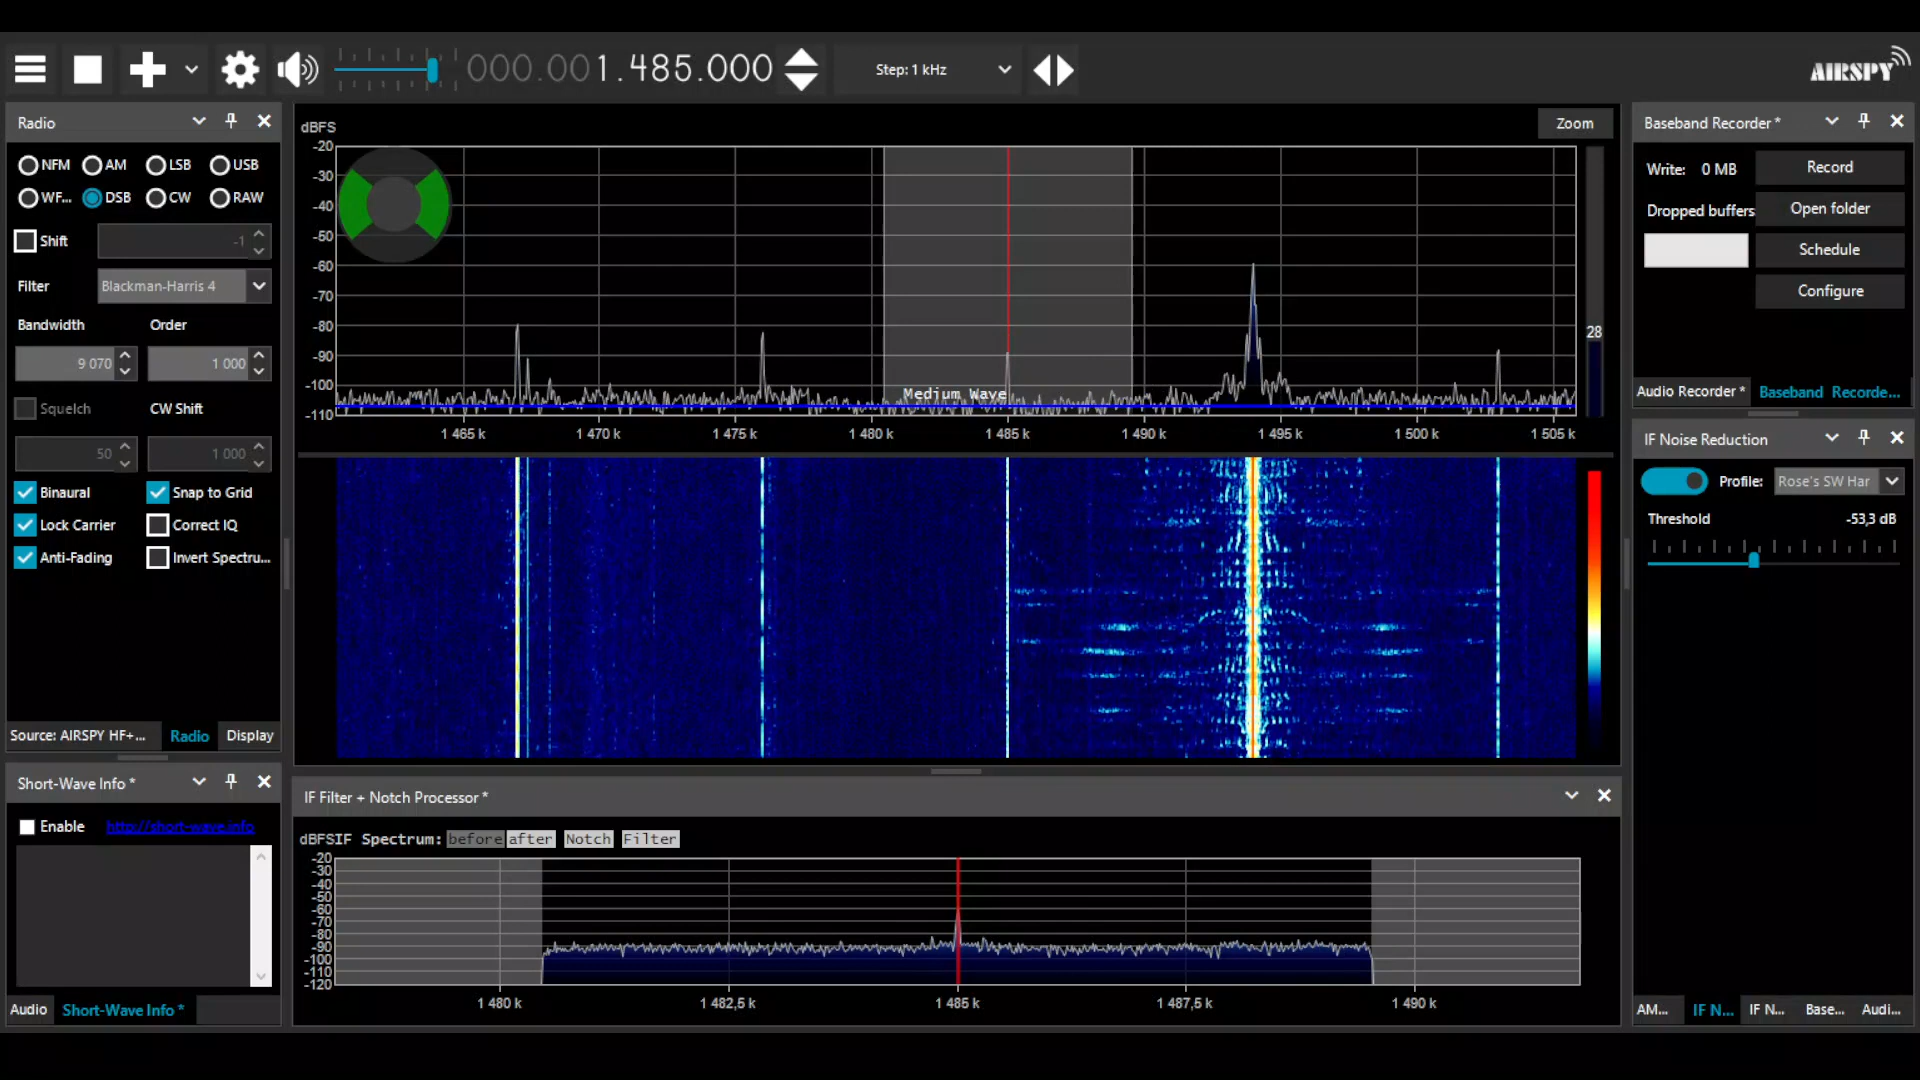 000.001.485.000
Step: 1 kHz
AIRSPY
Radio
NFM AM LSB USB
WF... DSB CW RAW
Shift -1
Filter Blackman-Harris 4
Bandwidth Order
9 070 1 000
Squelch CW Shift
50 1 000
Binaural Snap to Grid
Lock Carrier Correct IQ
Anti-Fading Invert Spectru...
Source: AIRSPY HF+... Radio Display
Short-Wave Info *
Enable http://short-wave.info
Audio Short-Wave Info *
dBFS
Zoom
-20
-30
-40
-50
-60
-70
-80
-90
-100
-110
28
Medium Wave
1 465 k 1 470 k 1 475 k 1 480 k 1 485 k 1 490 k 1 495 k 1 500 k 1 505 k
IF Filter + Notch Processor *
dBFS IF Spectrum: before after Notch Filter
-20
-30
-40
-50
-60
-70
-80
-90
-100
-110
-120
1 480 k 1 482,5 k 1 485 k 1 487,5 k 1 490 k
Baseband Recorder *
Write: 0 MB Record
Dropped buffers Open folder
Schedule
Configure
Audio Recorder * Baseband Recorde...
IF Noise Reduction
Profile: Rose's SW Har
Threshold -53,3 dB
AM... IF N... IF N... Base... Audi...